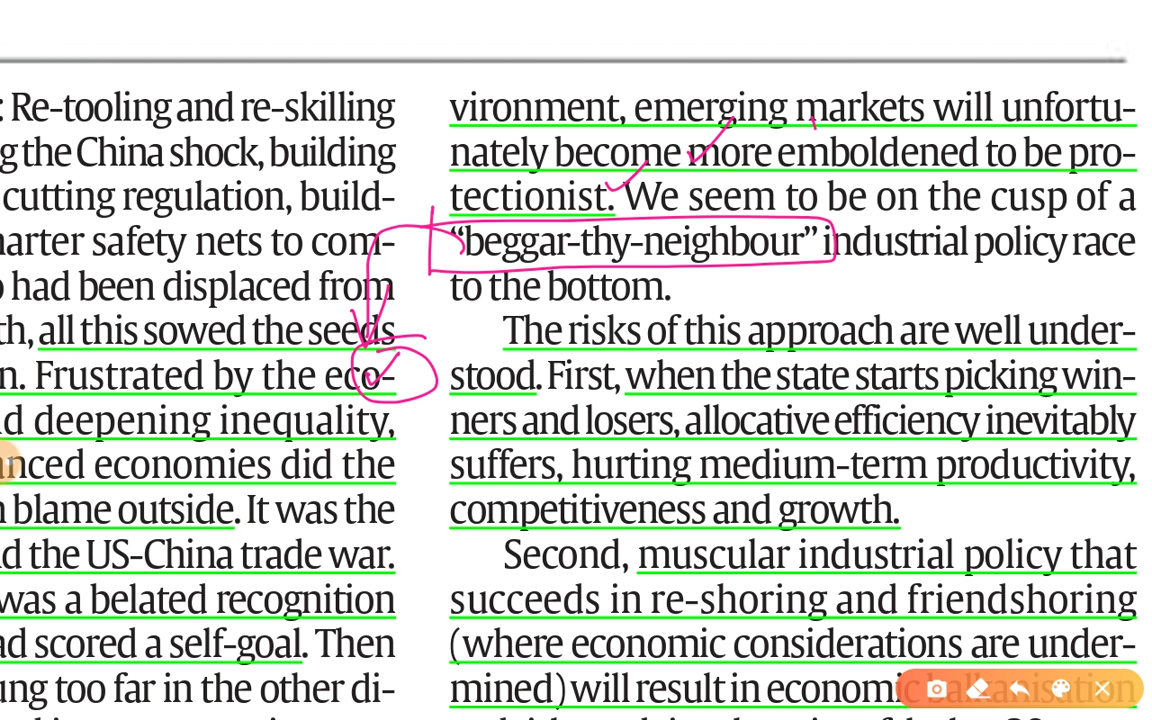 : Re-tooling and re-skilling
g the China shock, building
cutting regulation, build-
arter safety nets to com-
had been displaced from
th, all this sowed the seeds
n. Frustrated by the eco-
d deepening inequality,
nced economies did the
blame outside. It was the
d the US-China trade war.
was a belated recognition
ad scored a self-goal. Then
ung too far in the other di-
vironment, emerging markets will unfortu-
nately become more emboldened to be pro-
tectionist. We seem to be on the cusp of a
“beggar-thy-neighbour” industrial policy race
to the bottom.
The risks of this approach are well under-
stood. First, when the state starts picking win-
ners and losers, allocative efficiency inevitably
suffers, hurting medium-term productivity,
competitiveness and growth.
Second, muscular industrial policy that
succeeds in re-shoring and friendshoring
(where economic considerations are under-
mined) will result in economic balkanisation